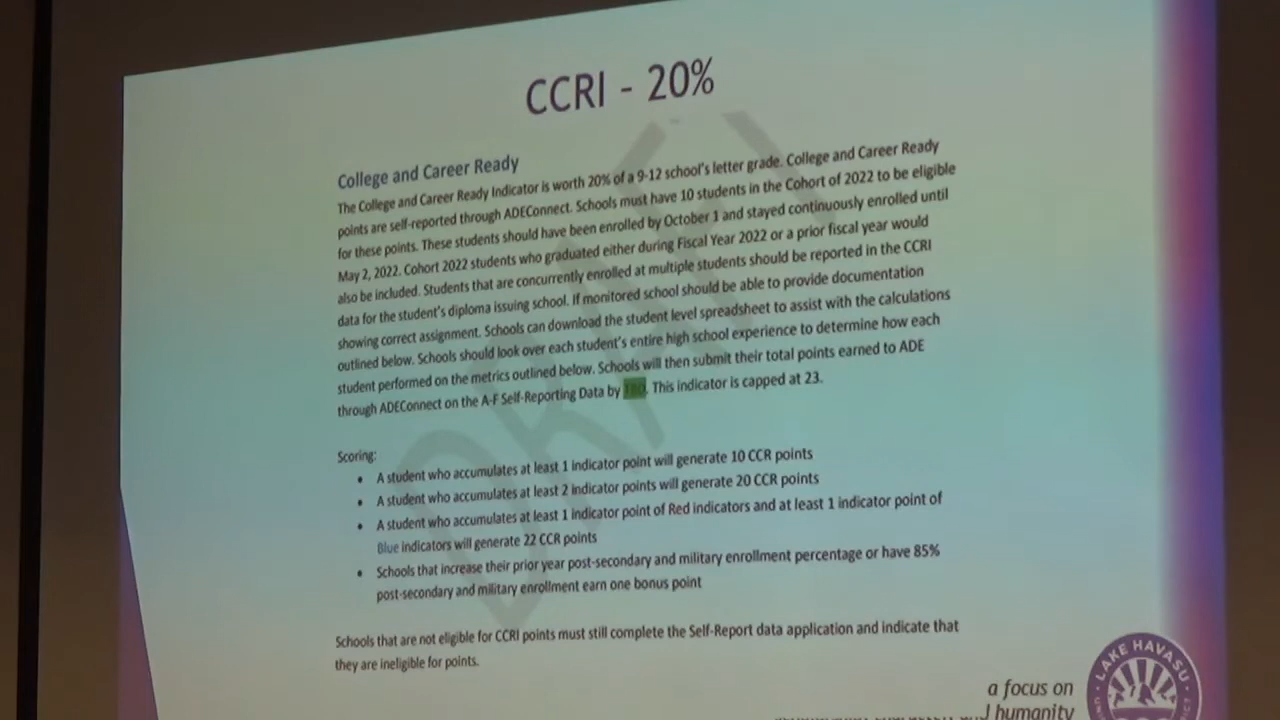 CCRI - 20%
College and Career Ready
The College and Career Ready Indicator is worth 20% of a 9-12 school's letter grade. College and Career Ready
points are self-reported through ADEConnect. Schools must have 10 students in the Cohort of 2022 to be eligible
for these points. These students should have been enrolled by October 1 and stayed continuously enrolled until
May 2, 2022. Cohort 2022 students who graduated either during Fiscal Year 2022 or a prior fiscal year would
also be included. Students that are concurrently enrolled at multiple students should be reported in the CCRI
data for the student's diploma issuing school. If monitored school should be able to provide documentation
showing correct assignment. Schools can download the student level spreadsheet to assist with the calculations
outlined below. Schools should look over each student's entire high school experience to determine how each
student performed on the metrics outlined below. Schools will then submit their total points earned to ADE
through ADEConnect on the A-F Self-Reporting Data by TBD. This indicator is capped at 23.
Scoring:
• A student who accumulates at least 1 indicator point will generate 10 CCR points
• A student who accumulates at least 2 indicator points will generate 20 CCR points
• A student who accumulates at least 1 indicator point of Red indicators and at least 1 indicator point of
Blue indicators will generate 22 CCR points
• Schools that increase their prior year post-secondary and military enrollment percentage or have 85%
post-secondary and military enrollment earn one bonus point
Schools that are not eligible for CCRI points must still complete the Self-Report data application and indicate that
they are ineligible for points.
DRAFT
a focus on
humanity
LAKE HAVASU